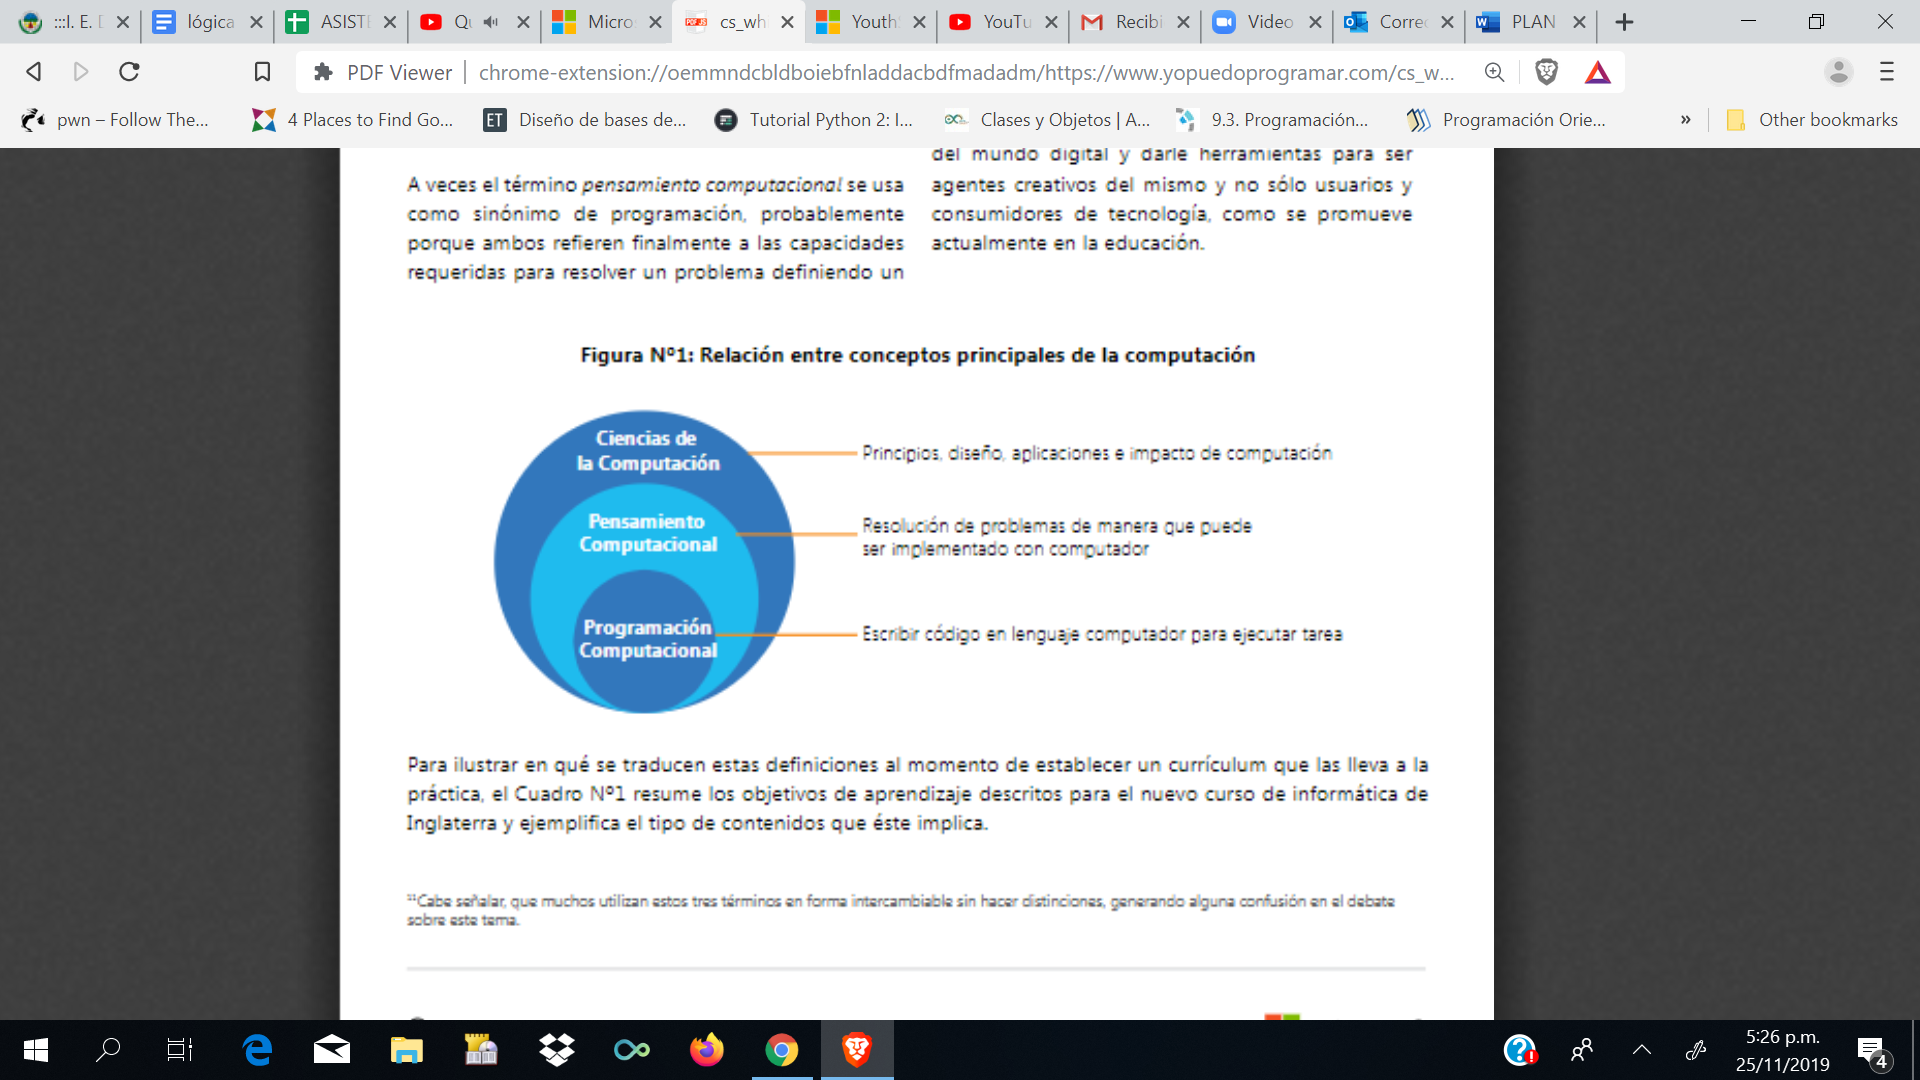 :::I. E. D
lógica
ASISTE
Qu
Micros
cs_wh
Youth
YouTu
Recibi
Video
Correo
PLAN
PDF Viewer
chrome-extension://oemmndcbldboiebfnladdacbdfmadadm/https://www.yopuedoprogramar.com/cs_w...
pwn – Follow The...
4 Places to Find Go...
ET Diseño de bases de...
Tutorial Python 2: I...
Clases y Objetos | A...
9.3. Programación...
Programación Orie...
»
Other bookmarks
A veces el término pensamiento computacional se usa
como sinónimo de programación, probablemente
porque ambos refieren finalmente a las capacidades
requeridas para resolver un problema definiendo un
del mundo digital y darle herramientas para ser
agentes creativos del mismo y no sólo usuarios y
consumidores de tecnología, como se promueve
actualmente en la educación.
Figura Nº1: Relación entre conceptos principales de la computación
Ciencias de
la Computación
Principios, diseño, aplicaciones e impacto de computación
Pensamiento
Computacional
Resolución de problemas de manera que puede
ser implementado con computador
Programación
Computacional
Escribir código en lenguaje computador para ejecutar tarea
Para ilustrar en qué se traducen estas definiciones al momento de establecer un currículum que las lleva a la
práctica, el Cuadro Nº1 resume los objetivos de aprendizaje descritos para el nuevo curso de informática de
Inglaterra y ejemplifica el tipo de contenidos que éste implica.
¹¹Cabe señalar, que muchos utilizan estos tres términos en forma intercambiable sin hacer distinciones, generando alguna confusión en el debate
sobre este tema.
5:26 p.m.
25/11/2019
4